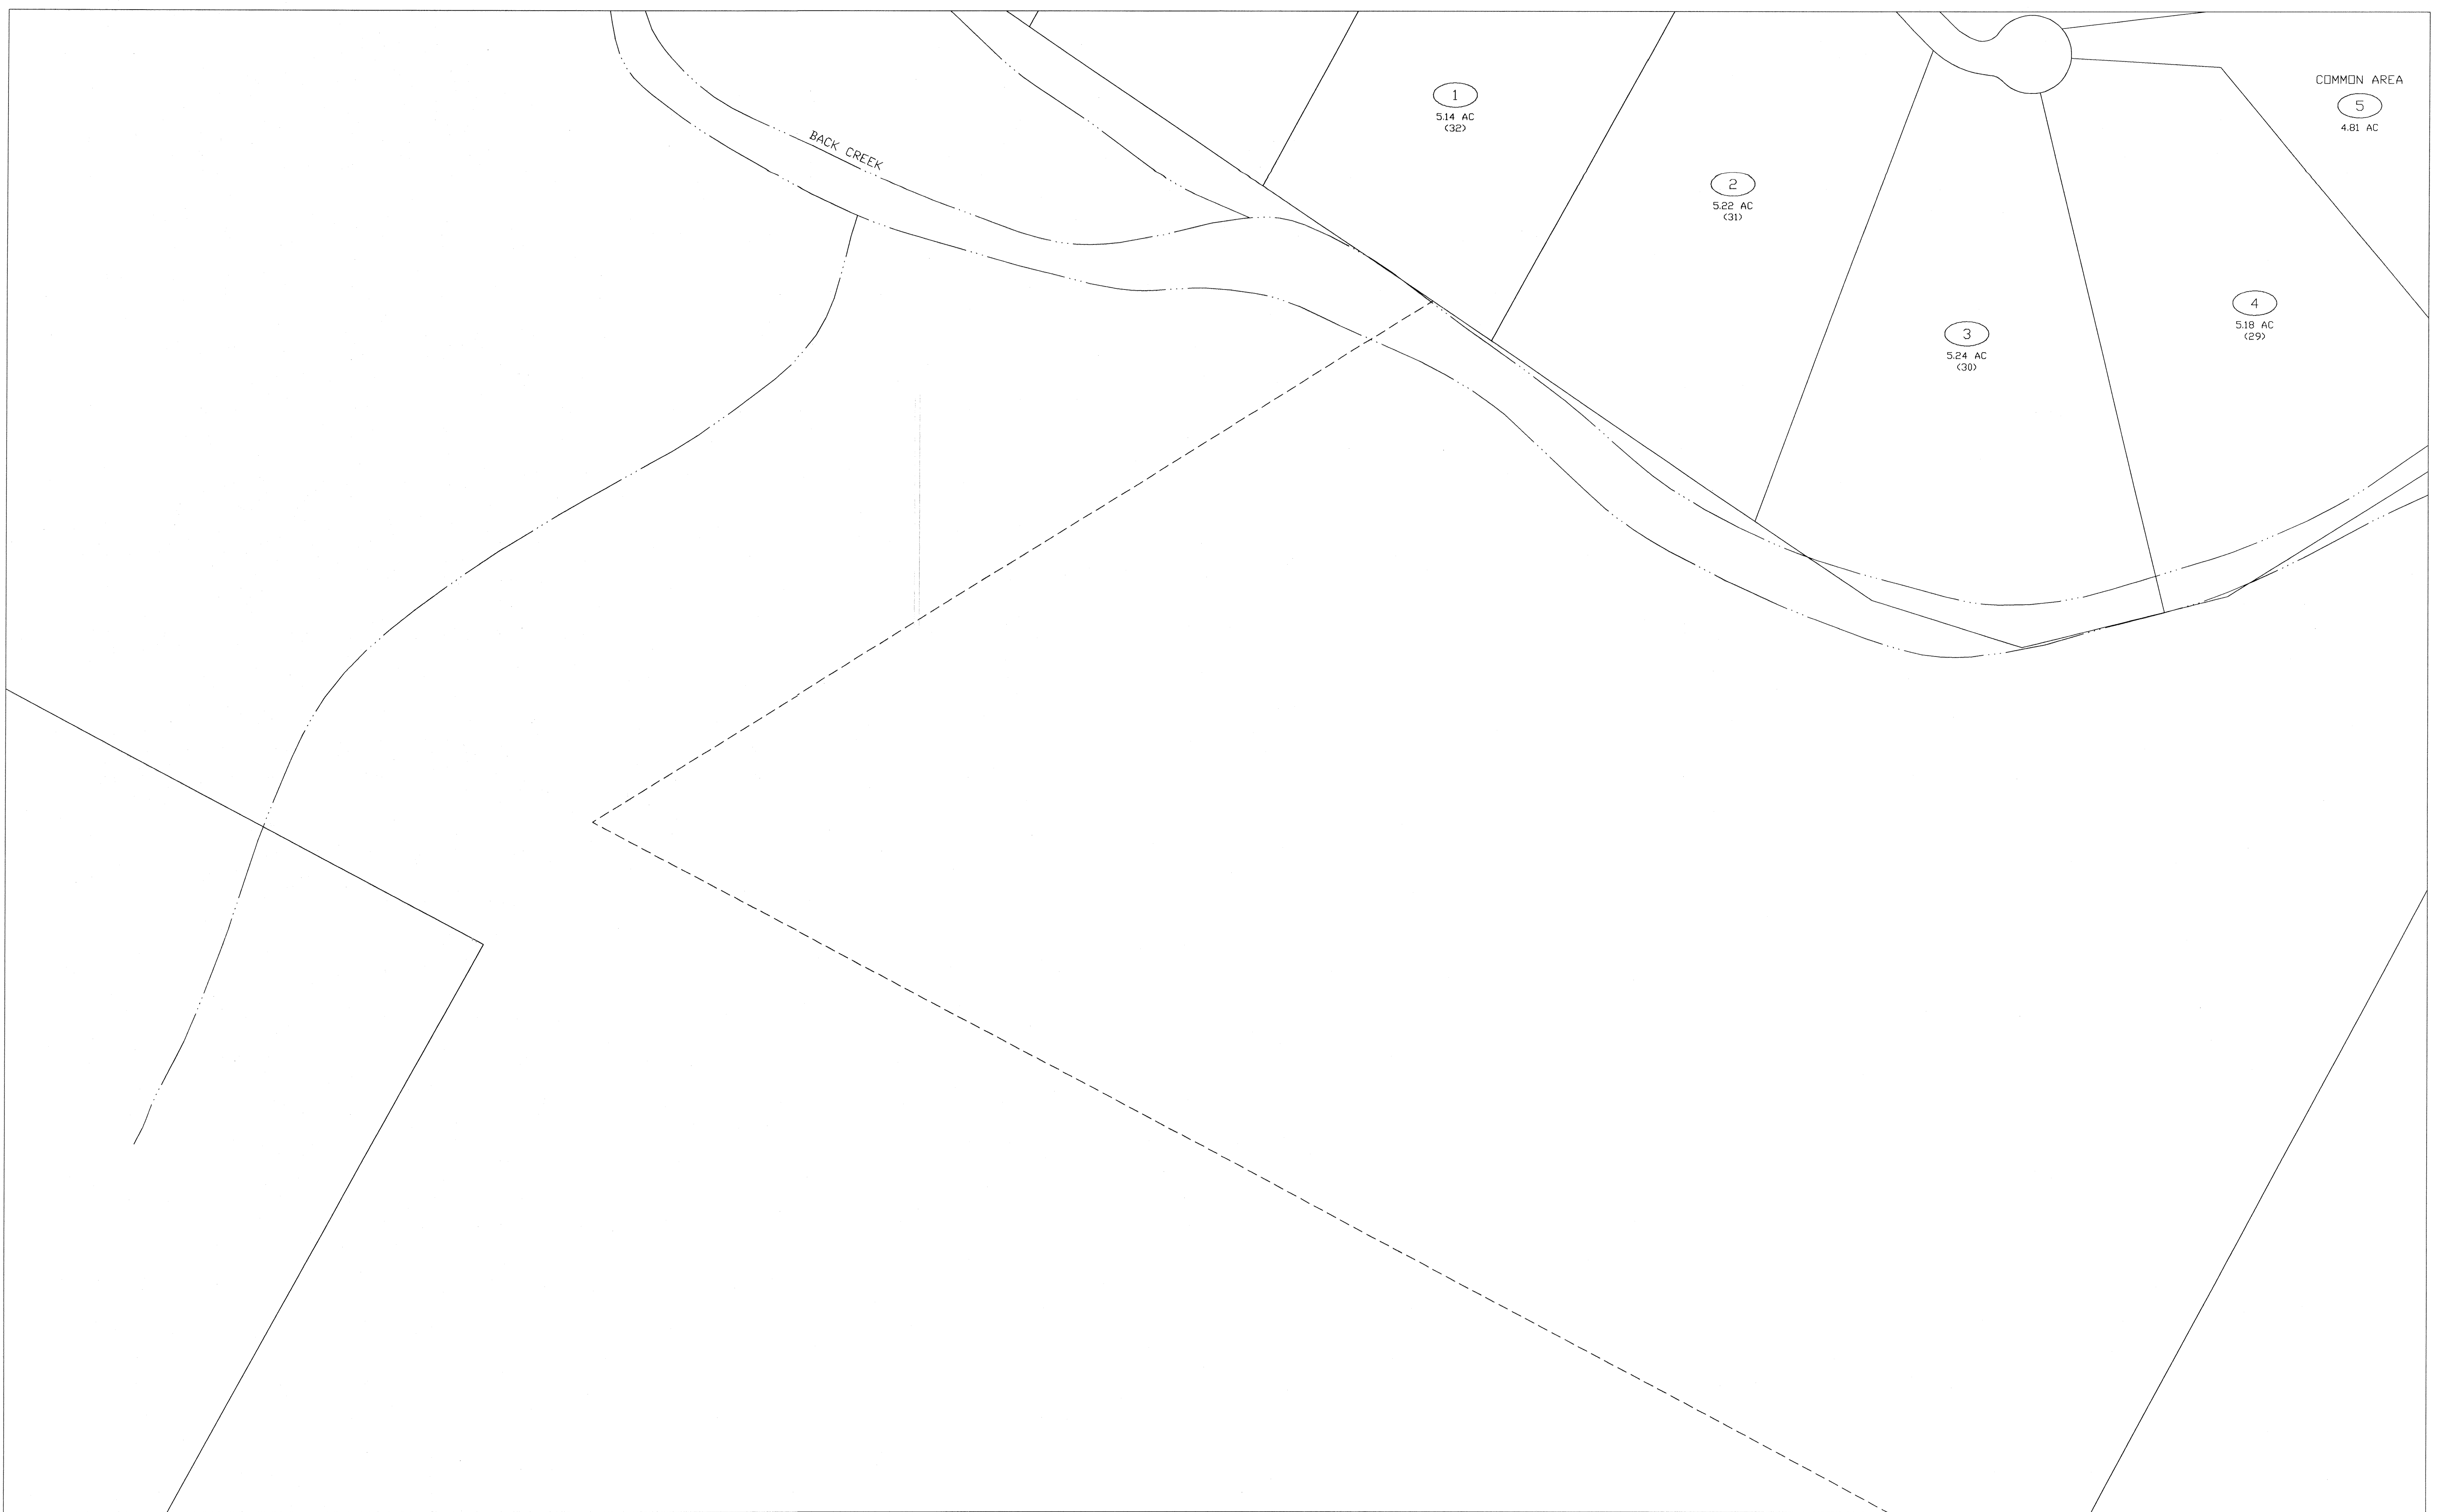 COMMON AREA
5
4.81 AC
1
5.14 AC
(32)
BACK CREEK
2
5.22 AC
(31)
4
5.18 AC
(29)
3
5.24 AC
(30)